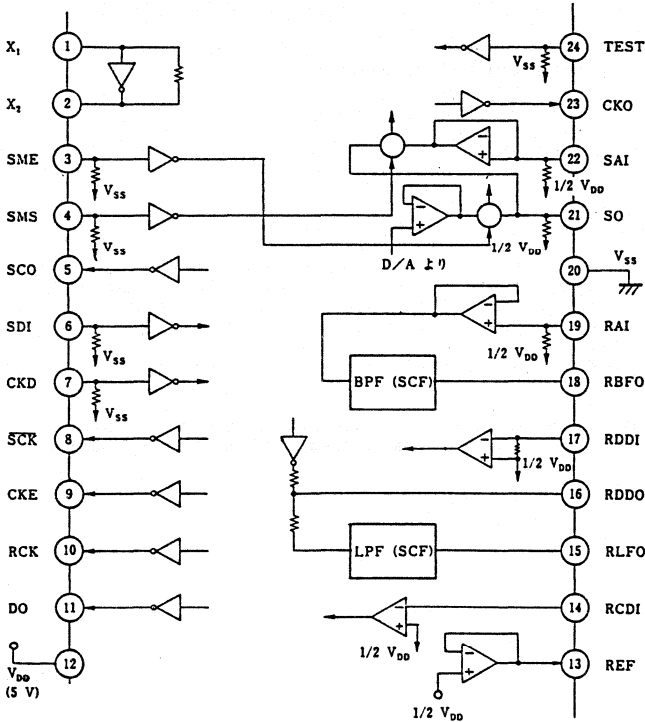 X₁ 1
X₂ 2
SME 3
VSS
SMS 4
VSS
SCO 5
SDI 6
VSS
CKD 7
VSS
S̅C̅K̅ 8
CKE 9
RCK 10
DO 11
12
VDD
(5 V)
24 TEST
VSS
23 CKO
22 SAI
1/2 VDD
− +
21 SO
1/2 VDD
− +
D/A より
20 VSS
19 RAI
1/2 VDD
− +
18 RBFO
BPF (SCF)
17 RDDI
− +
1/2 VDD
16 RDDO
15 RLFO
LPF (SCF)
14 RCDI
− +
1/2 VDD
13 REF
− +
1/2 VDD